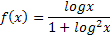 f(x) = logx / (1 + log²x)